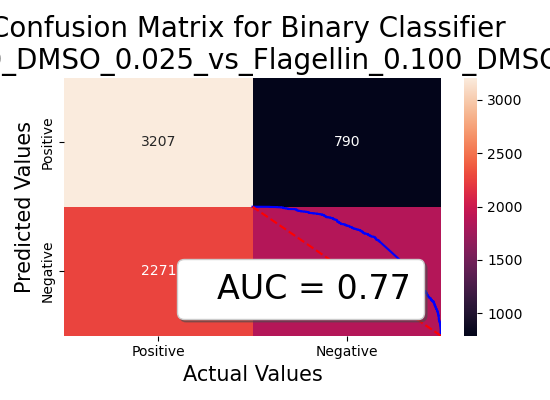 Confusion Matrix for Binary Classifier
_DMSO_0.025_vs_Flagellin_0.100_DMSO
Predicted Values
Positive
Negative
3207
790
2271
AUC = 0.77
Positive
Negative
Actual Values
3000
2500
2000
1500
1000